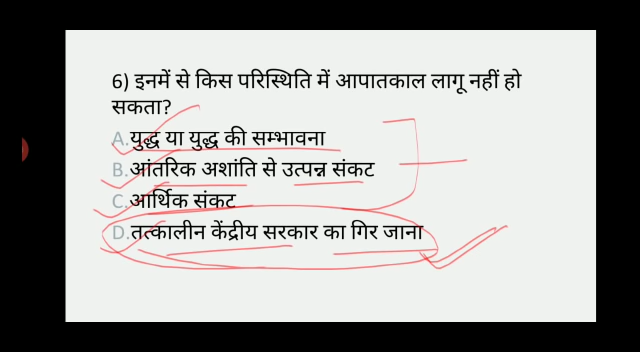 6) इनमें से किस परिस्थिति में आपातकाल लागू नहीं हो
सकता?
A.युद्ध या युद्ध की सम्भावना
B.आंतरिक अशांति से उत्पन्न संकट
C.आर्थिक संकट
D.तत्कालीन केंद्रीय सरकार का गिर जाना